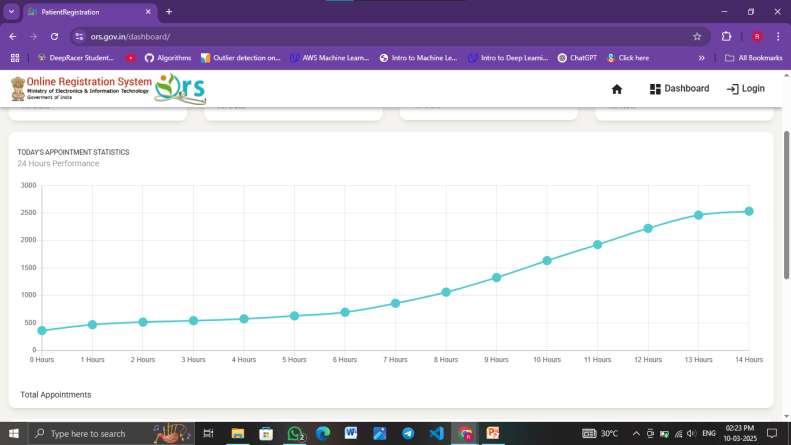 PatientRegistration
ors.gov.in/dashboard/
R
DeepRacer Student...
Algorithms
Outlier detection on...
AWS Machine Learn...
Intro to Machine Le...
Intro to Deep Learni...
ChatGPT
Click here
All Bookmarks
Online Registration System
Ministry of Electronics & Information Technology
Government of India
Ors
Dashboard
Login
TODAY'S APPOINTMENT STATISTICS
24 Hours Performance
3000
2500
2000
1500
1000
500
0
0 Hours 1 Hours 2 Hours 3 Hours 4 Hours 5 Hours 6 Hours 7 Hours 8 Hours 9 Hours 10 Hours 11 Hours 12 Hours 13 Hours 14 Hours
Total Appointments
Type here to search
2
30°C
ENG
02:23 PM
10-03-2025